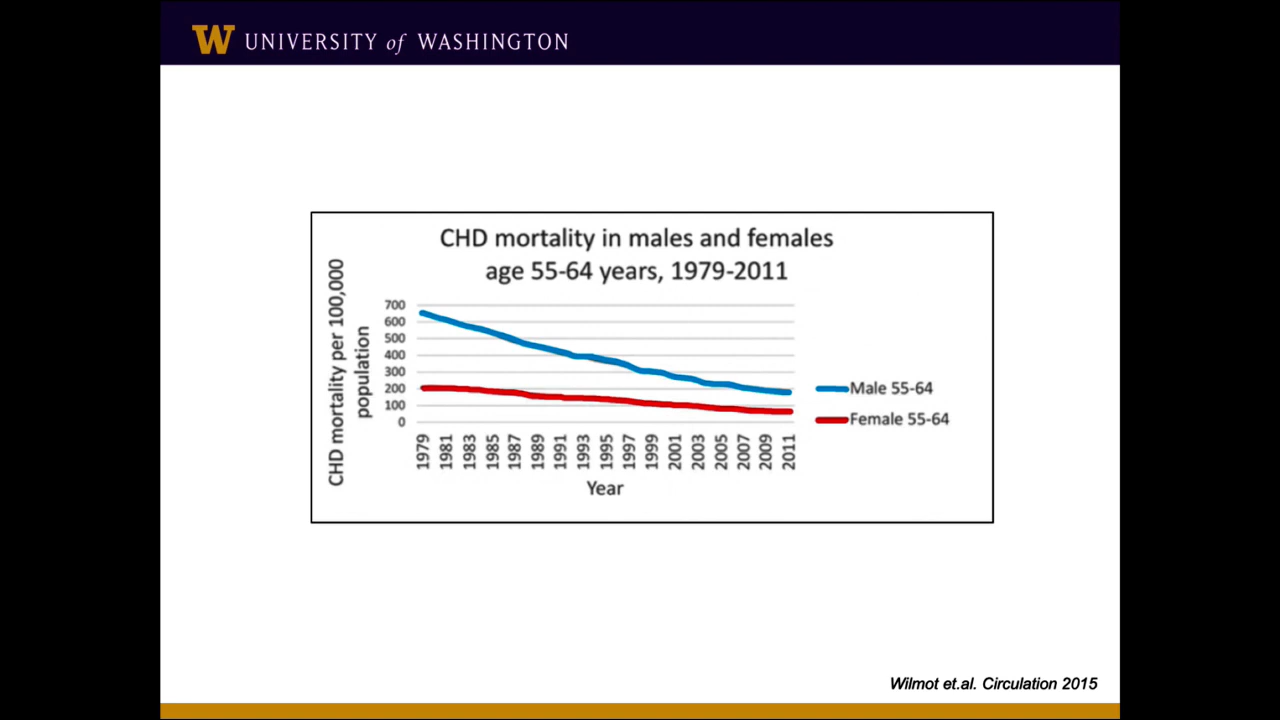 W UNIVERSITY of WASHINGTON
CHD mortality in males and females
age 55-64 years, 1979-2011
CHD mortality per 100,000
population
700
600
500
400
300
200
100
0
1979 1981 1983 1985 1987 1989 1991 1993 1995 1997 1999 2001 2003 2005 2007 2009 2011
Year
Male 55-64
Female 55-64
Wilmot et.al. Circulation 2015